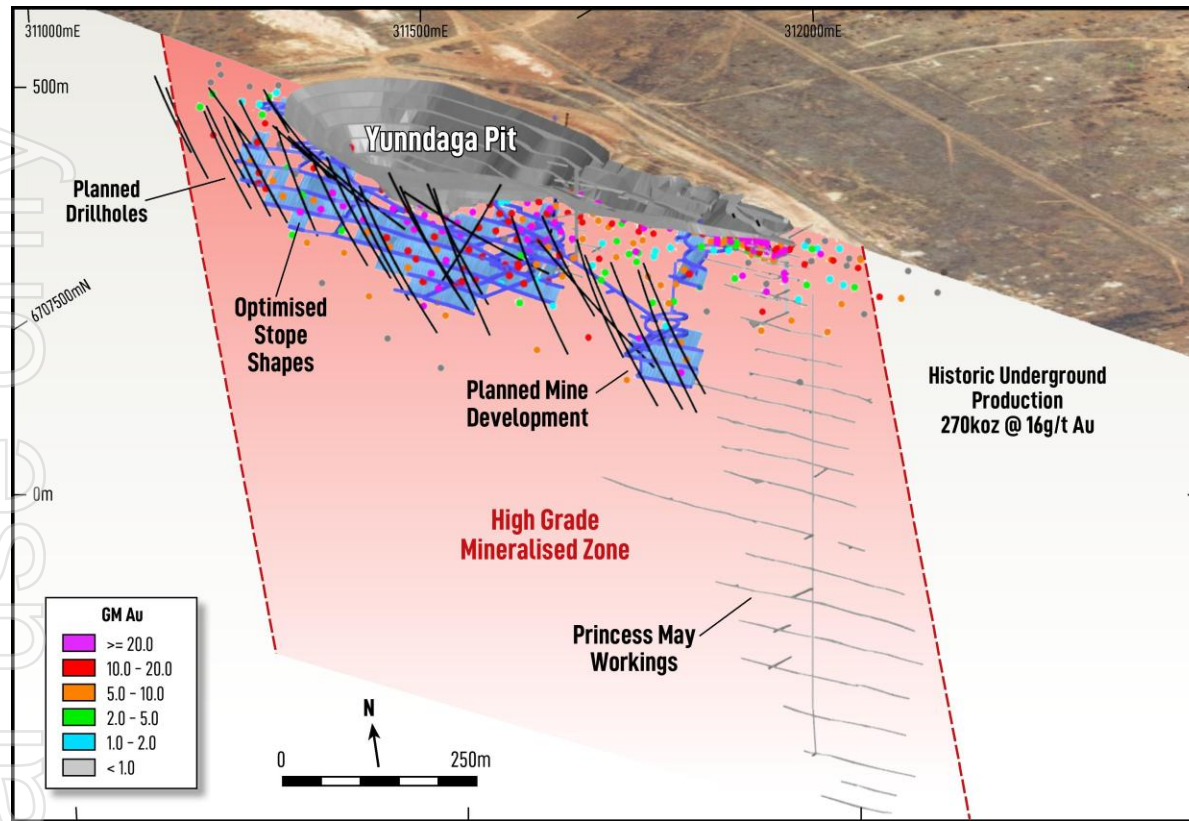 311000mE
311500mE
312000mE
500m
Yunndaga Pit
Planned
Drillholes
6707500mN
Optimised
Stope
Shapes
Planned Mine
Development
Historic Underground
Production
270koz @ 16g/t Au
0m
High Grade
Mineralised Zone
Princess May
Workings
GM Au
>= 20.0
10.0 - 20.0
5.0 - 10.0
2.0 - 5.0
1.0 - 2.0
< 1.0
N
0
250m